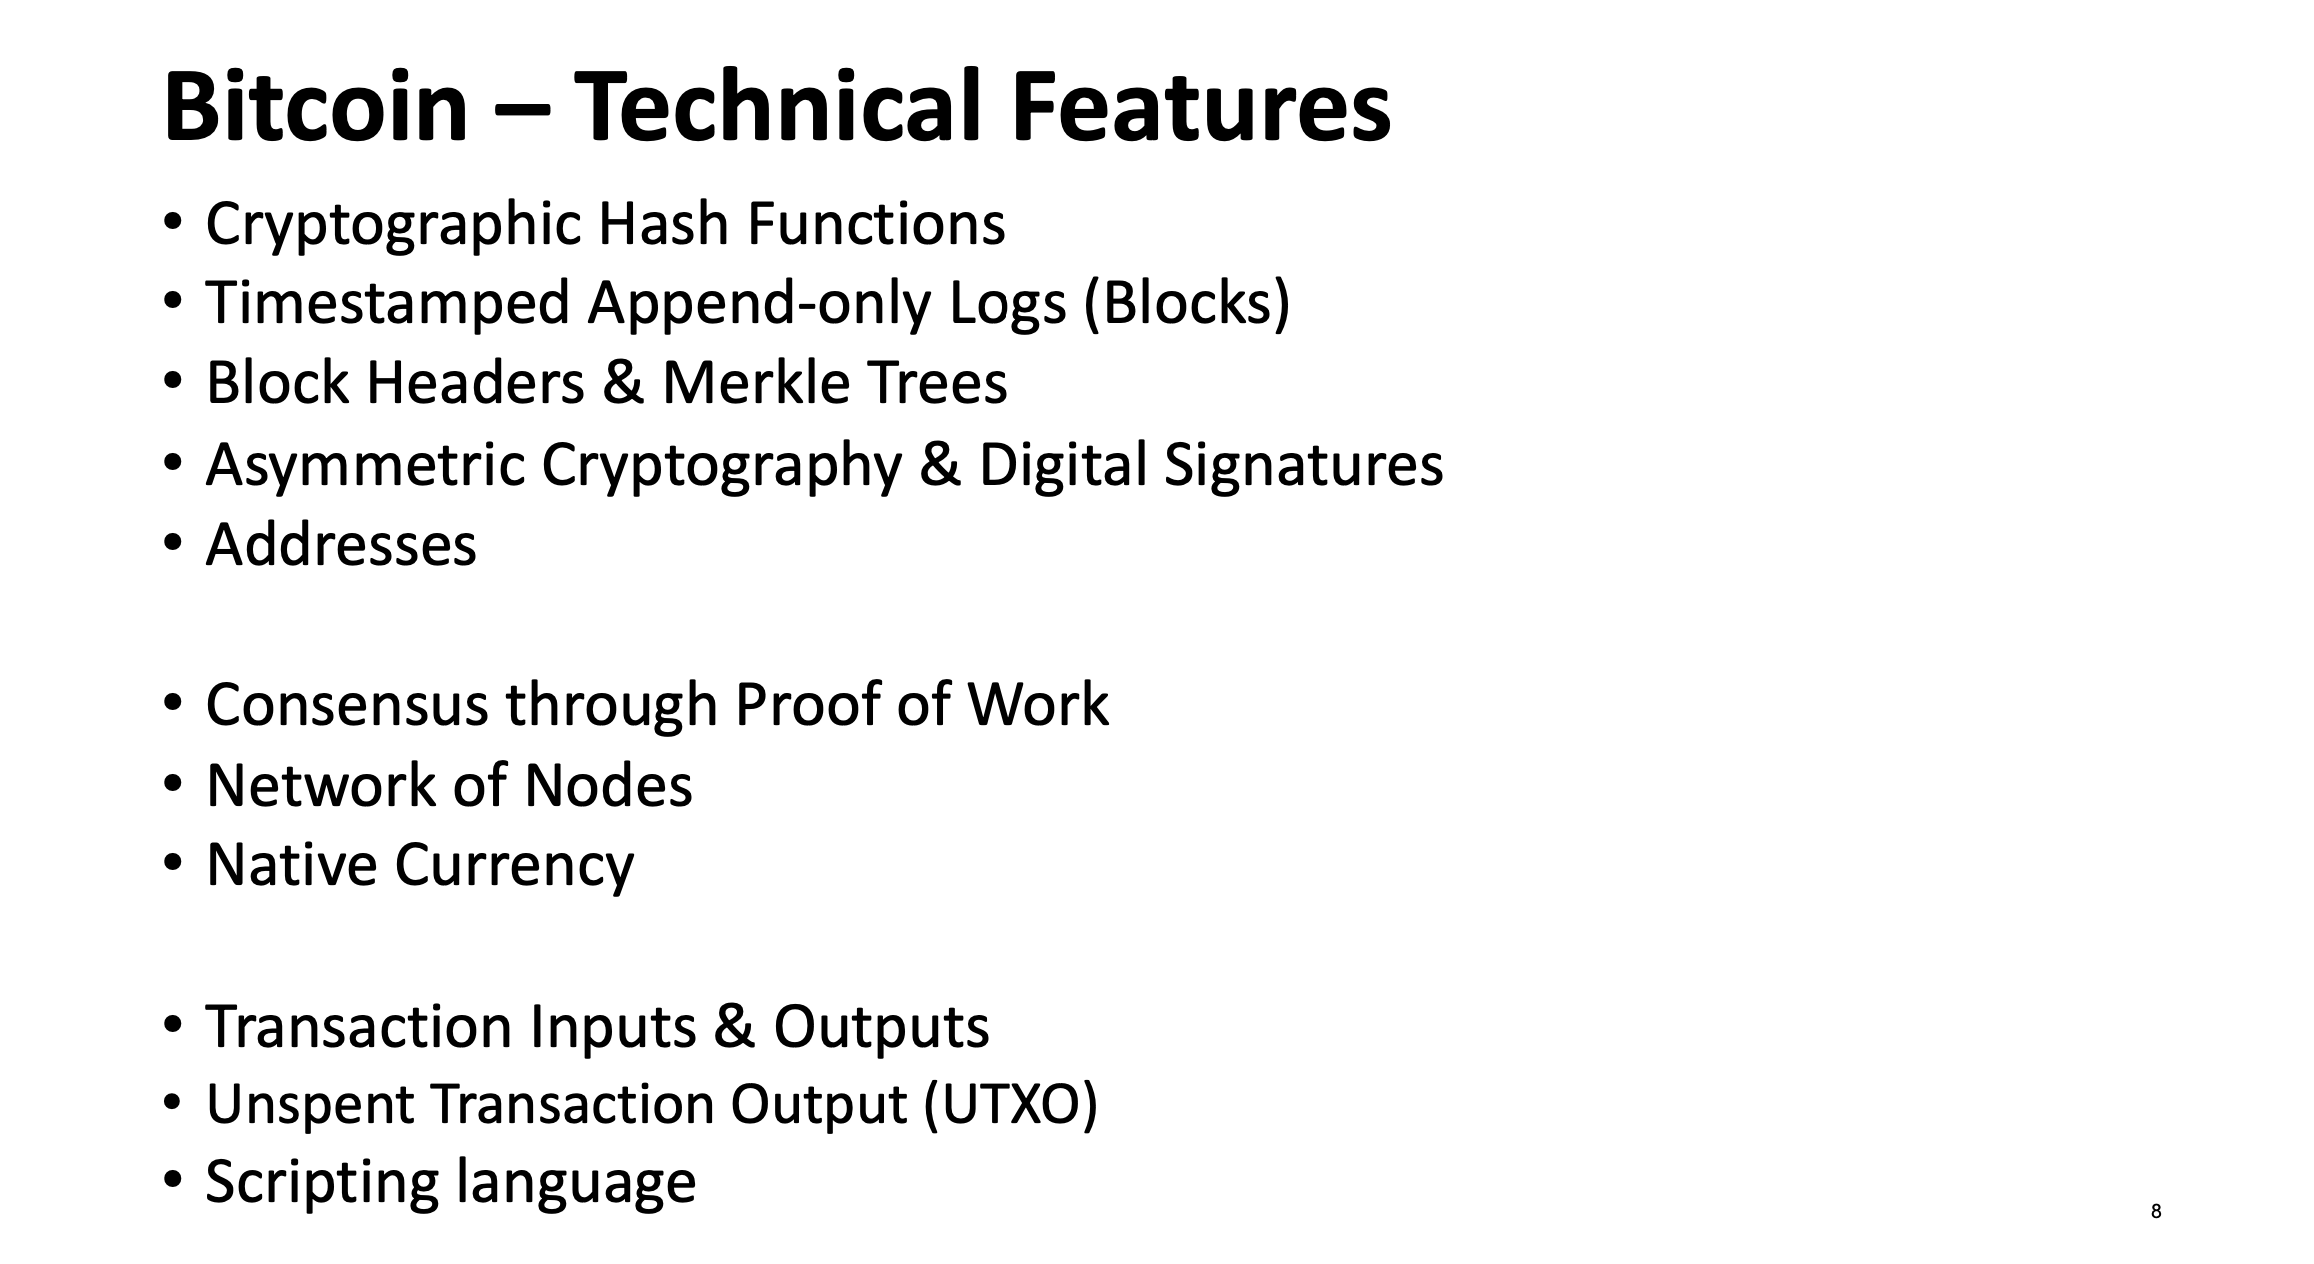 Bitcoin – Technical Features
• Cryptographic Hash Functions
• Timestamped Append-only Logs (Blocks)
• Block Headers & Merkle Trees
• Asymmetric Cryptography & Digital Signatures
• Addresses
• Consensus through Proof of Work
• Network of Nodes
• Native Currency
• Transaction Inputs & Outputs
• Unspent Transaction Output (UTXO)
• Scripting language
8